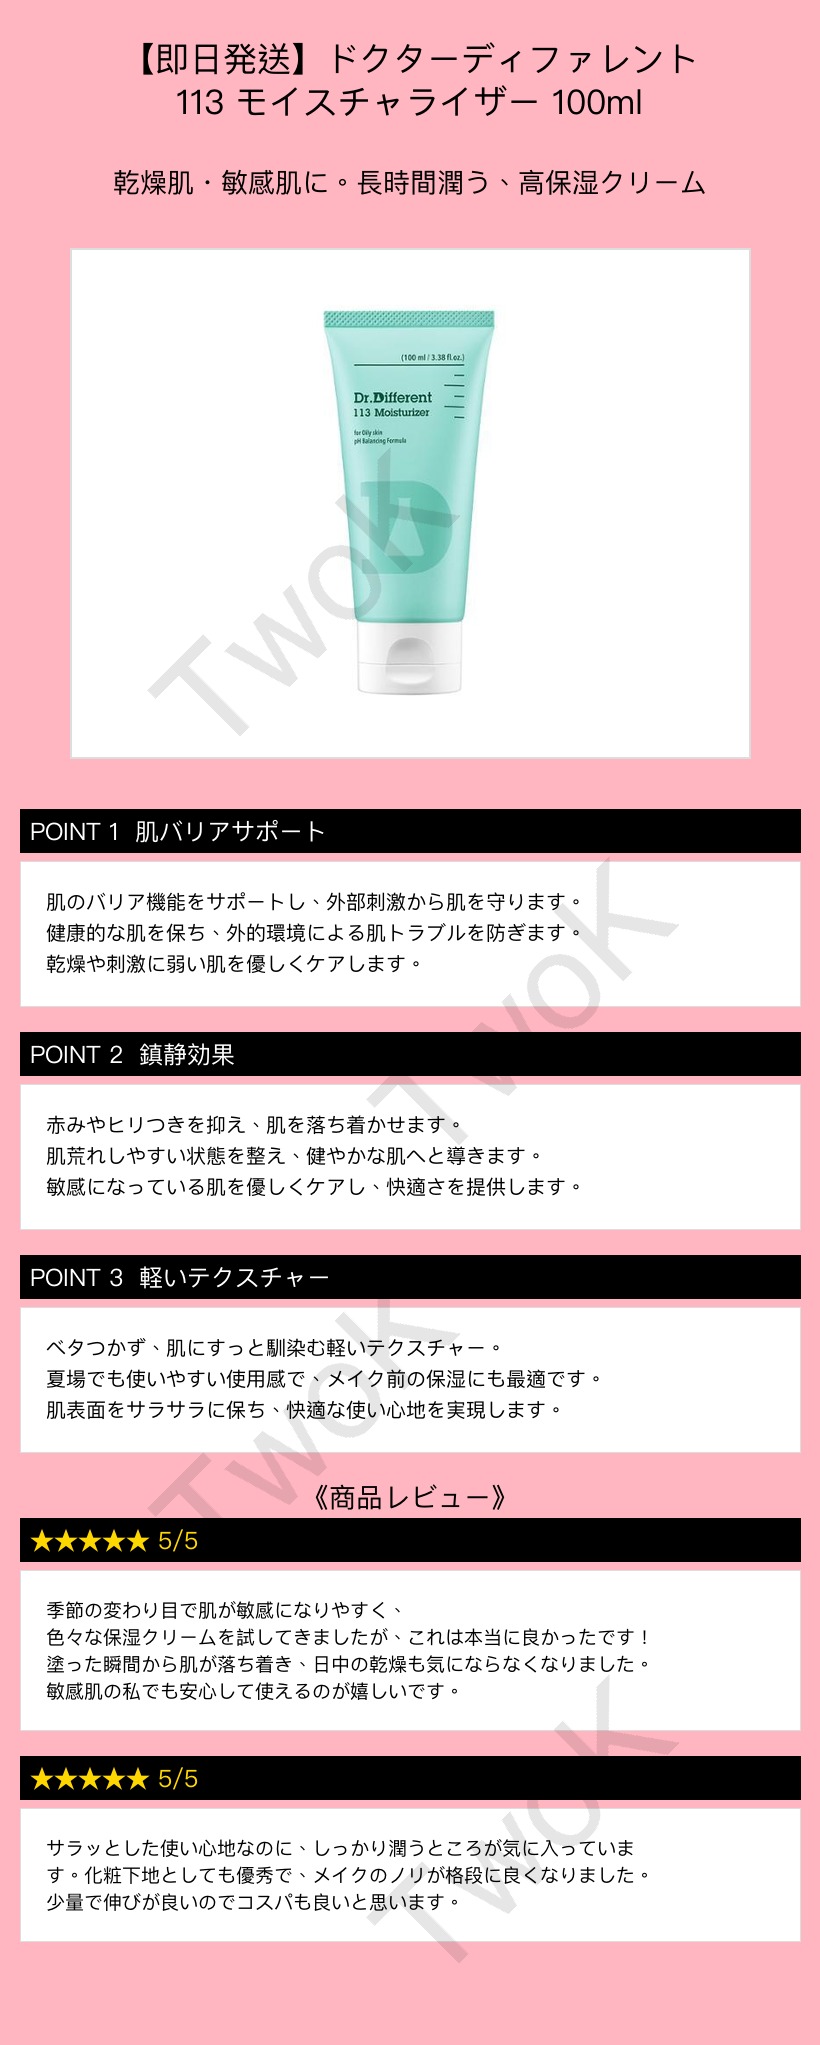 【即日発送】ドクターディファレント
113 モイスチャライザー 100ml
乾燥肌・敏感肌に。長時間潤う、高保湿クリーム
(100 ml / 3.38 fl.oz.)
Dr.Different
113 Moisturizer
for Oily skin
pH Balancing Formula
D
TwoK
POINT 1 肌バリアサポート
肌のバリア機能をサポートし、外部刺激から肌を守ります。
健康的な肌を保ち、外的環境による肌トラブルを防ぎます。
乾燥や刺激に弱い肌を優しくケアします。
TwoK
POINT 2 鎮静効果
赤みやヒリつきを抑え、肌を落ち着かせます。
肌荒れしやすい状態を整え、健やかな肌へと導きます。
敏感になっている肌を優しくケアし、快適さを提供します。
POINT 3 軽いテクスチャー
ベタつかず、肌にすっと馴染む軽いテクスチャー。
夏場でも使いやすい使用感で、メイク前の保湿にも最適です。
肌表面をサラサラに保ち、快適な使い心地を実現します。
TwoK
《商品レビュー》
★★★★★ 5/5
季節の変わり目で肌が敏感になりやすく、
色々な保湿クリームを試してきましたが、これは本当に良かったです！
塗った瞬間から肌が落ち着き、日中の乾燥も気にならなくなりました。
敏感肌の私でも安心して使えるのが嬉しいです。
★★★★★ 5/5
サラッとした使い心地なのに、しっかり潤うところが気に入っていま
す。化粧下地としても優秀で、メイクのノリが格段に良くなりました。
少量で伸びが良いのでコスパも良いと思います。
TwoK